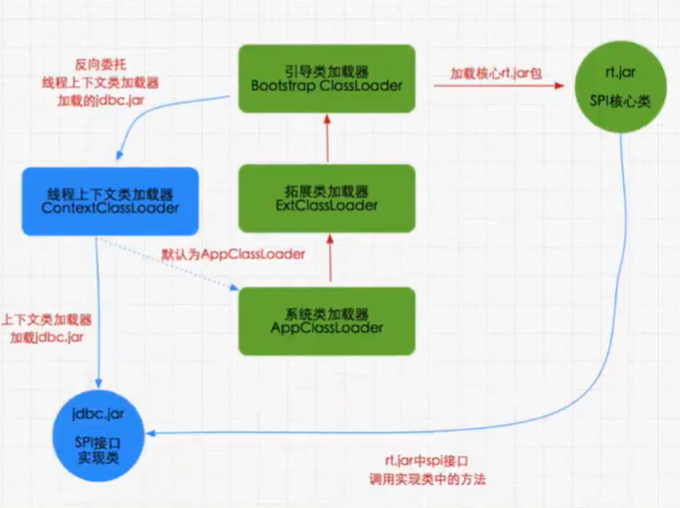 反向委托
线程上下文类加载器
加载的jdbc.jar
引导类加载器
Bootstrap ClassLoader
加载核心rt.jar包
rt.jar
SPI核心类
线程上下文类加载器
ContextClassLoader
拓展类加载器
ExtClassLoader
默认为AppClassLoader
上下文类加载器
加载jdbc.jar
系统类加载器
AppClassLoader
jdbc.jar
SPI接口
实现类
rt.jar中spi接口
调用实现类中的方法